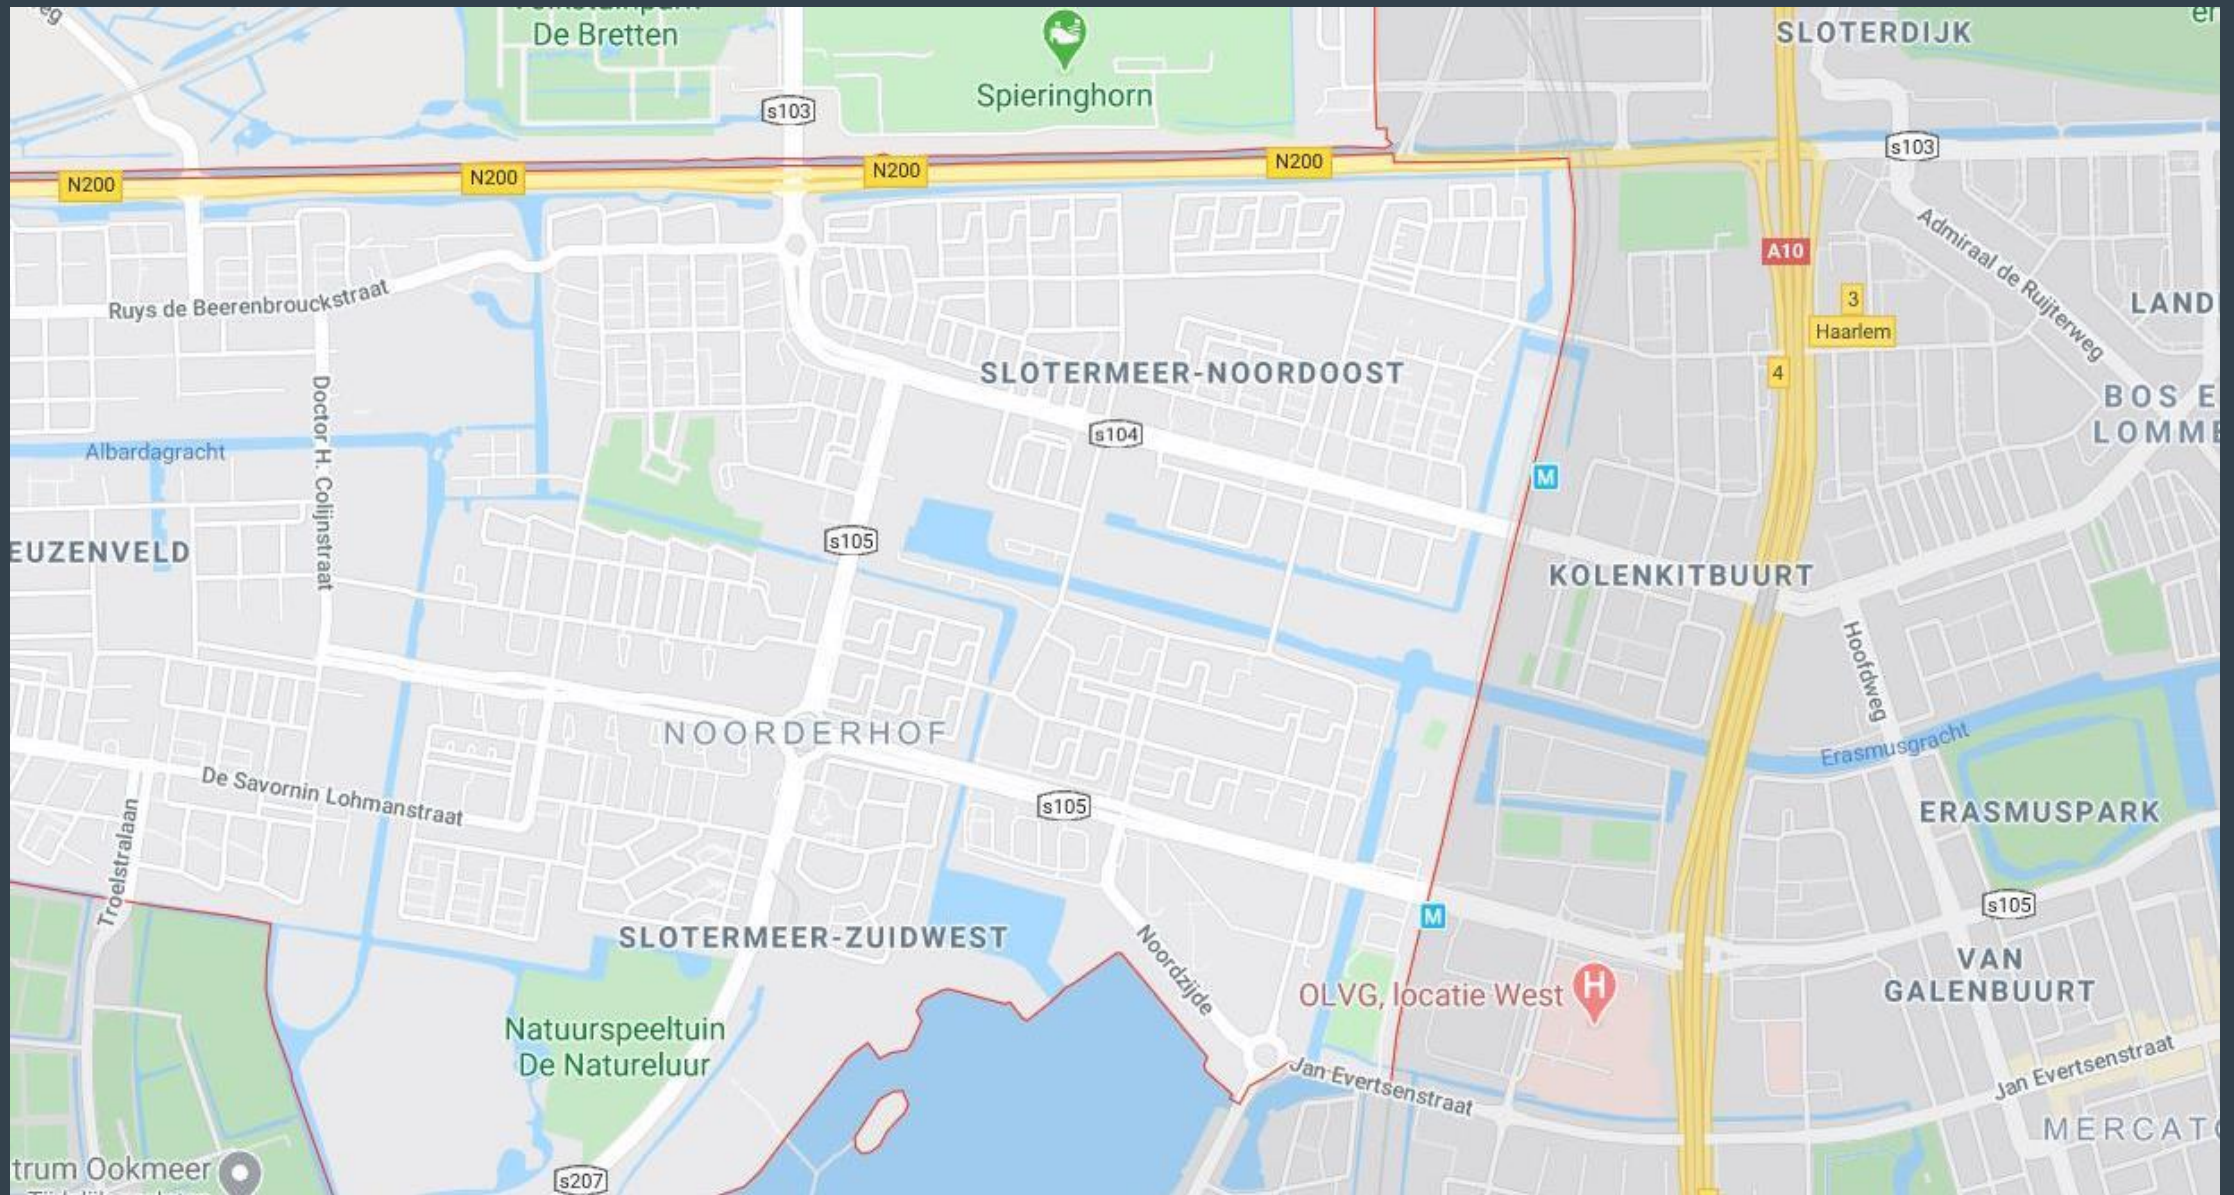 De Bretten
Spieringhorn
SLOTERDIJK
s103
s103
N200
N200
N200
N200
Admiraal de Ruijterweg
A10
3
Haarlem
4
Ruys de Beerenbrouckstraat
SLOTERMEER-NOORDOOST
LAND
BOS E
LOMME
Doctor H. Colijnstraat
s104
Albardagracht
M
s105
EUZENVELD
KOLENKITBUURT
Hoofdweg
NOORDERHOF
Erasmusgracht
De Savornin Lohmanstraat
s105
ERASMUSPARK
Troelstralaan
s105
M
SLOTERMEER-ZUIDWEST
Noordzijde
VAN
GALENBUURT
OLVG, locatie West
H
Natuurspeeltuin
De Natureluur
Jan Evertsenstraat
Jan Evertsenstraat
MERCAT
trum Ookmeer
s207